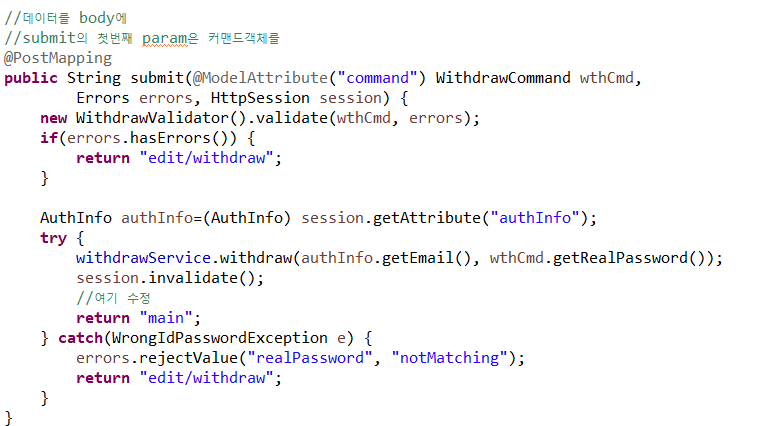 //데이터를 body에
//submit의 첫번째 param은 커맨드객체를
@PostMapping
public String submit(@ModelAttribute("command") WithdrawCommand wthCmd,
        Errors errors, HttpSession session) {
    new WithdrawValidator().validate(wthCmd, errors);
    if(errors.hasErrors()) {
        return "edit/withdraw";
    }

    AuthInfo authInfo=(AuthInfo) session.getAttribute("authInfo");
    try {
        withdrawService.withdraw(authInfo.getEmail(), wthCmd.getRealPassword());
        session.invalidate();
        //여기 수정
        return "main";
    } catch(WrongIdPasswordException e) {
        errors.rejectValue("realPassword", "notMatching");
        return "edit/withdraw";
    }
}